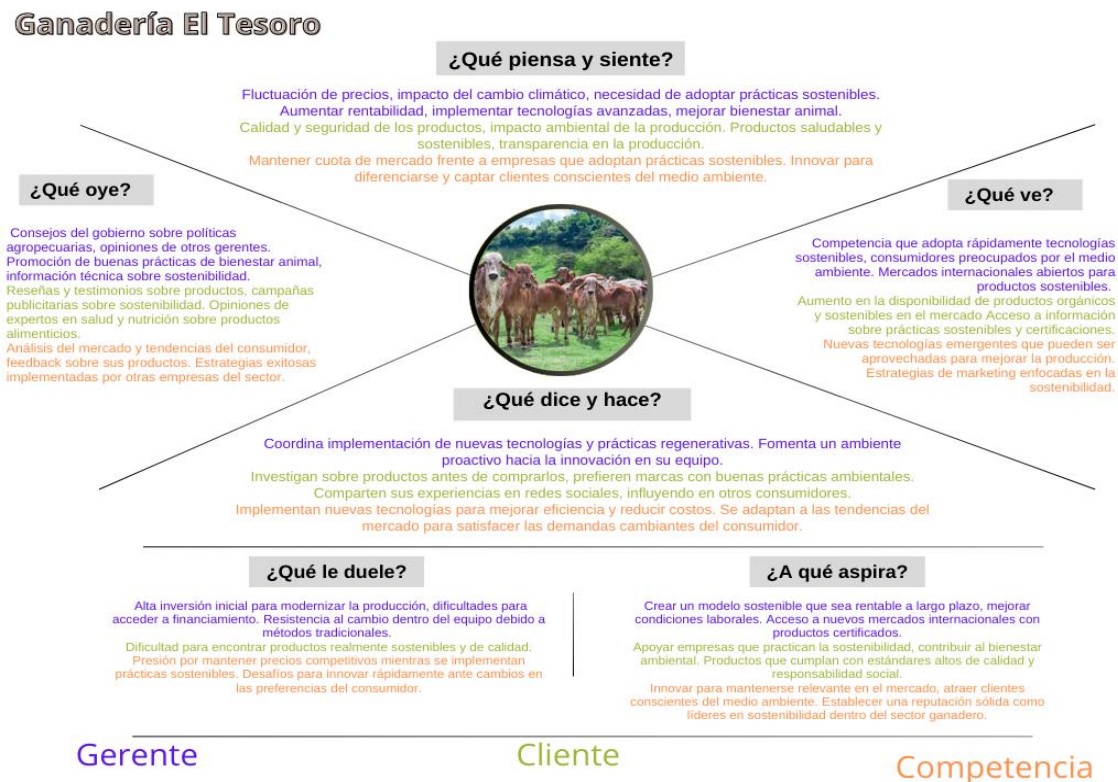 Ganadería El Tesoro
¿Qué piensa y siente?
Fluctuación de precios, impacto del cambio climático, necesidad de adoptar prácticas sostenibles.
Aumentar rentabilidad, implementar tecnologías avanzadas, mejorar bienestar animal.
Calidad y seguridad de los productos, impacto ambiental de la producción. Productos saludables y
sostenibles, transparencia en la producción.
Mantener cuota de mercado frente a empresas que adoptan prácticas sostenibles. Innovar para
diferenciarse y captar clientes conscientes del medio ambiente.
¿Qué oye?
Consejos del gobierno sobre políticas
agropecuarias, opiniones de otros gerentes.
Promoción de buenas prácticas de bienestar animal,
información técnica sobre sostenibilidad.
Reseñas y testimonios sobre productos, campañas
publicitarias sobre sostenibilidad. Opiniones de
expertos en salud y nutrición sobre productos
alimenticios.
Análisis del mercado y tendencias del consumidor,
feedback sobre sus productos. Estrategias exitosas
implementadas por otras empresas del sector.
¿Qué ve?
Competencia que adopta rápidamente tecnologías
sostenibles, consumidores preocupados por el medio
ambiente. Mercados internacionales abiertos para
productos sostenibles.
Aumento en la disponibilidad de productos orgánicos
y sostenibles en el mercado Acceso a información
sobre prácticas sostenibles y certificaciones.
Nuevas tecnologías emergentes que pueden ser
aprovechadas para mejorar la producción.
Estrategias de marketing enfocadas en la
sostenibilidad.
¿Qué dice y hace?
Coordina implementación de nuevas tecnologías y prácticas regenerativas. Fomenta un ambiente
proactivo hacia la innovación en su equipo.
Investigan sobre productos antes de comprarlos, prefieren marcas con buenas prácticas ambientales.
Comparten sus experiencias en redes sociales, influyendo en otros consumidores.
Implementan nuevas tecnologías para mejorar eficiencia y reducir costos. Se adaptan a las tendencias del
mercado para satisfacer las demandas cambiantes del consumidor.
¿Qué le duele?
Alta inversión inicial para modernizar la producción, dificultades para
acceder a financiamiento. Resistencia al cambio dentro del equipo debido a
métodos tradicionales.
Dificultad para encontrar productos realmente sostenibles y de calidad.
Presión por mantener precios competitivos mientras se implementan
prácticas sostenibles. Desafíos para innovar rápidamente ante cambios en
las preferencias del consumidor.
¿A qué aspira?
Crear un modelo sostenible que sea rentable a largo plazo, mejorar
condiciones laborales. Acceso a nuevos mercados internacionales con
productos certificados.
Apoyar empresas que practican la sostenibilidad, contribuir al bienestar
ambiental. Productos que cumplan con estándares altos de calidad y
responsabilidad social.
Innovar para mantenerse relevante en el mercado, atraer clientes
conscientes del medio ambiente. Establecer una reputación sólida como
líderes en sostenibilidad dentro del sector ganadero.
Gerente
Cliente
Competencia